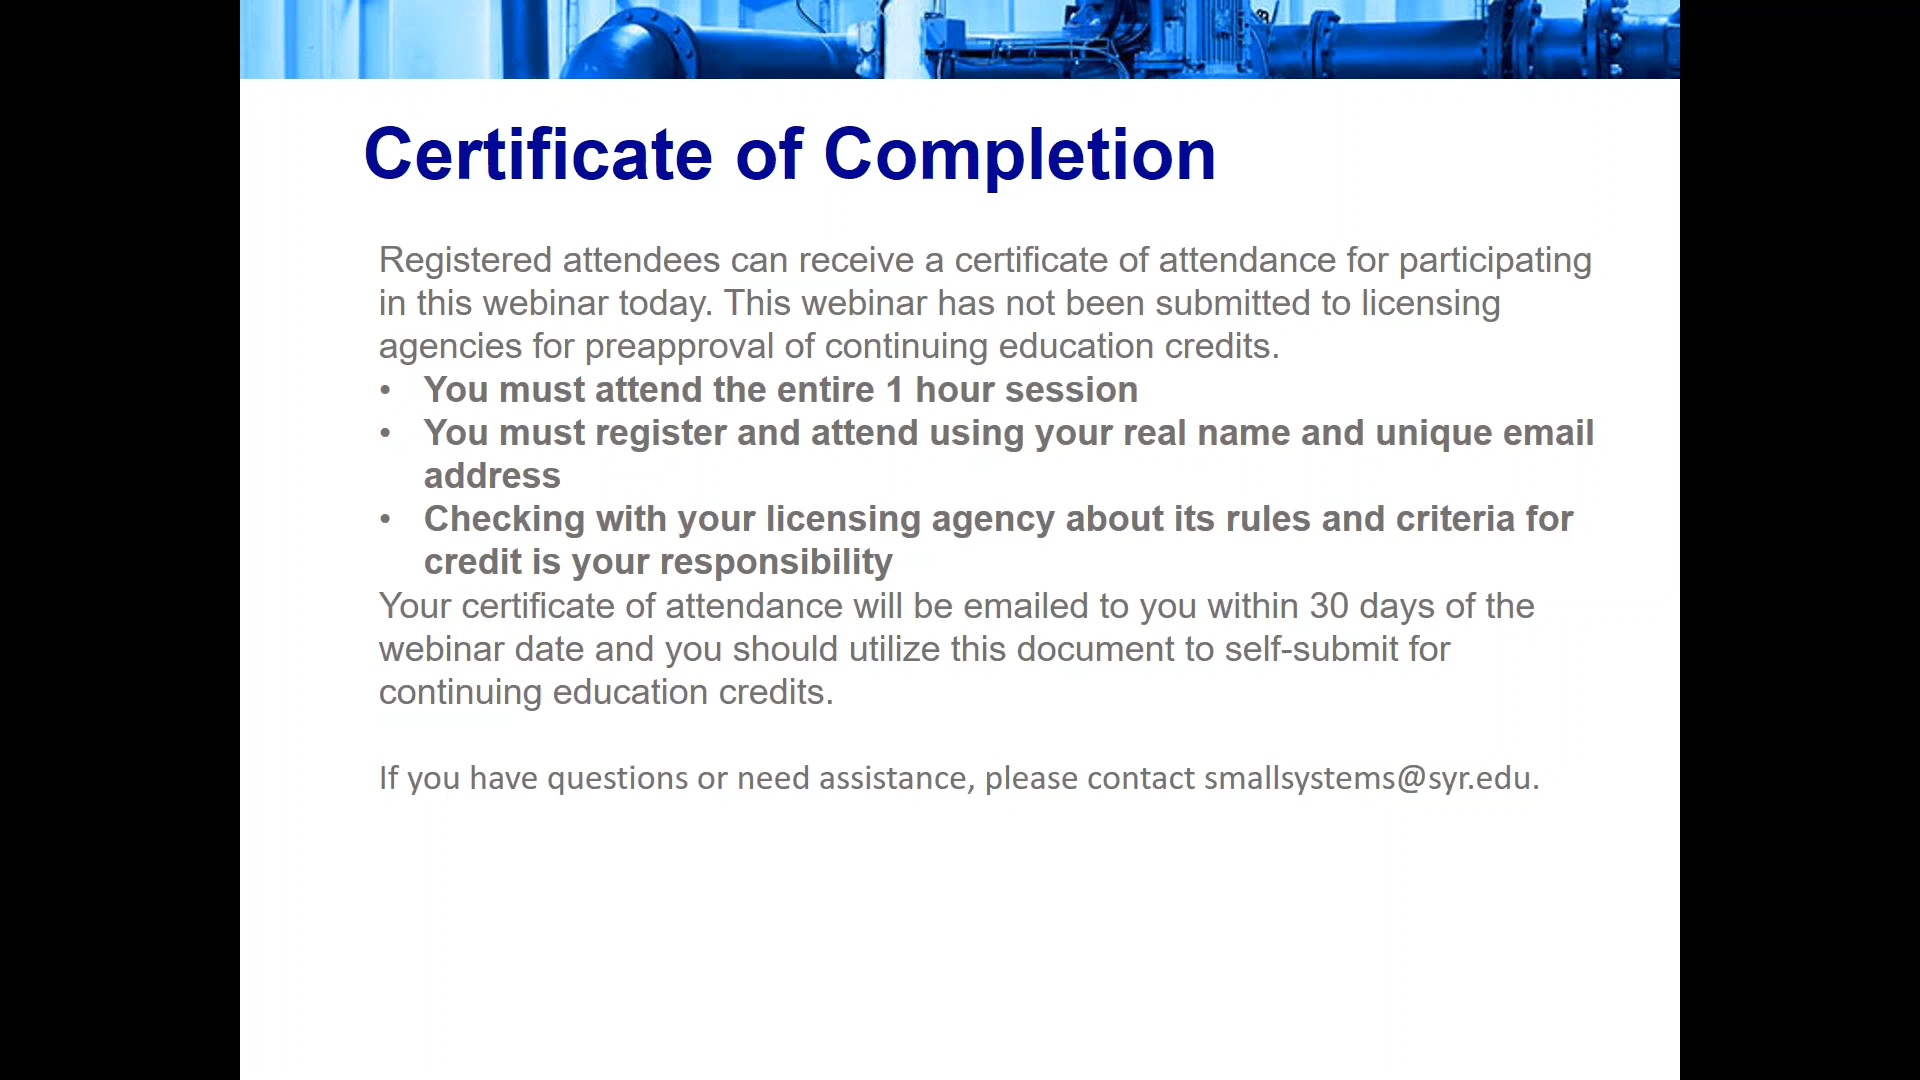 Certificate of Completion
Registered attendees can receive a certificate of attendance for participating
in this webinar today. This webinar has not been submitted to licensing
agencies for preapproval of continuing education credits.
• You must attend the entire 1 hour session
• You must register and attend using your real name and unique email
address
• Checking with your licensing agency about its rules and criteria for
credit is your responsibility
Your certificate of attendance will be emailed to you within 30 days of the
webinar date and you should utilize this document to self-submit for
continuing education credits.
If you have questions or need assistance, please contact smallsystems@syr.edu.